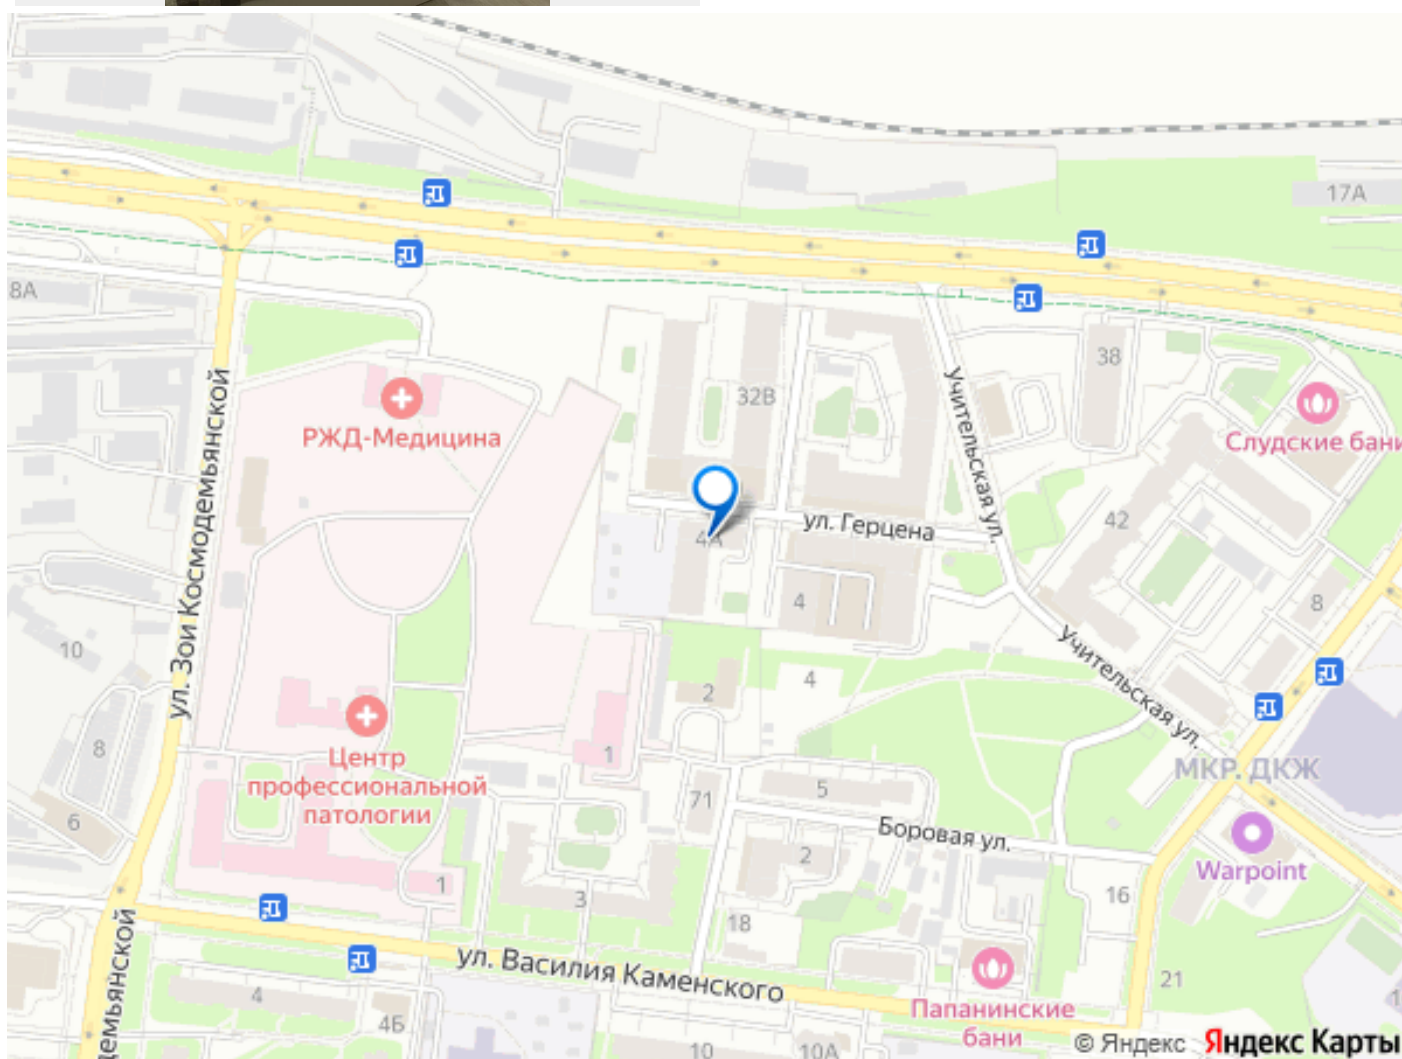 17А
8А
38
32В
РЖД-Медицина
Слудские бани
Учительская ул.
ул. Зои Космодемьянской
ул. Герцена
4А
42
4
8
10
Учительская ул.
2
4
8
1
Центр
профессиональной
патологии
МКР. ДКЖ
5
71
6
Боровая ул.
2
Warpoint
1
3
16
18
ул. Василия Каменского
демьянской
21
Папанинские
бани
4
4Б
10
10А
1
© Яндекс Яндекс Карты